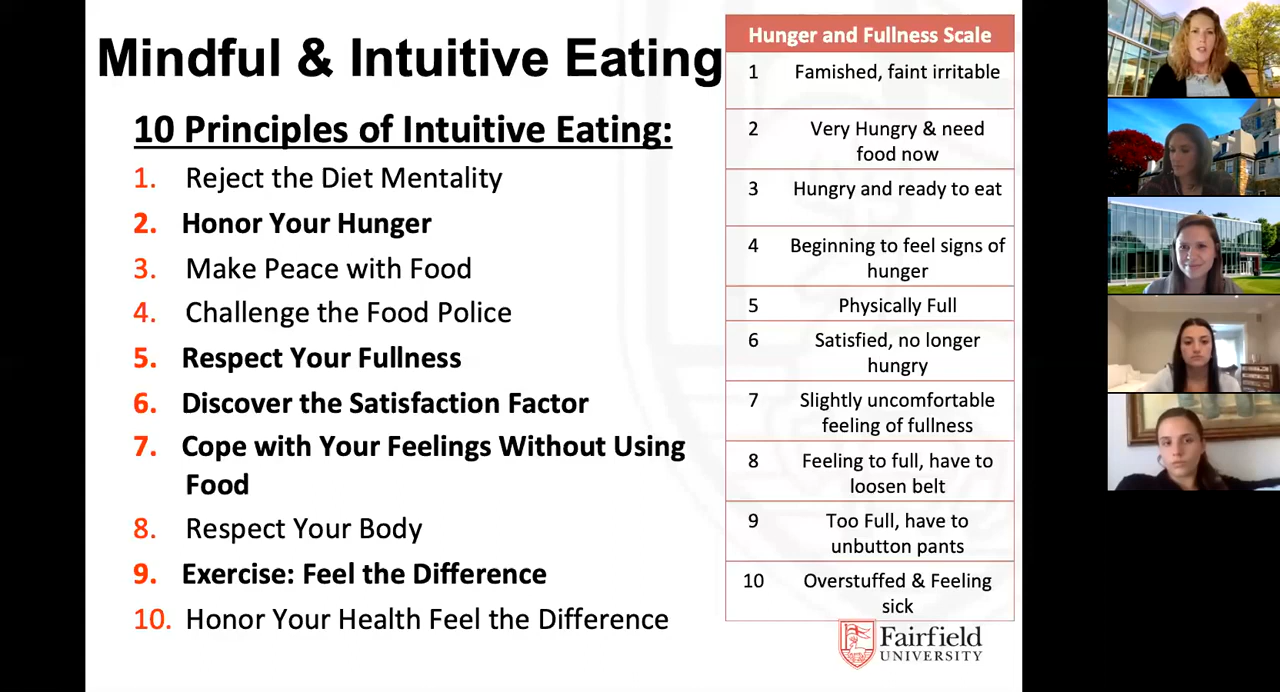 Mindful & Intuitive Eating
10 Principles of Intuitive Eating:
1. Reject the Diet Mentality
2. Honor Your Hunger
3. Make Peace with Food
4. Challenge the Food Police
5. Respect Your Fullness
6. Discover the Satisfaction Factor
7. Cope with Your Feelings Without Using
Food
8. Respect Your Body
9. Exercise: Feel the Difference
10. Honor Your Health Feel the Difference
Hunger and Fullness Scale
1 Famished, faint irritable
2 Very Hungry & need
food now
3 Hungry and ready to eat
4 Beginning to feel signs of
hunger
5 Physically Full
6 Satisfied, no longer
hungry
7 Slightly uncomfortable
feeling of fullness
8 Feeling to full, have to
loosen belt
9 Too Full, have to
unbutton pants
10 Overstuffed & Feeling
sick
Fairfield
UNIVERSITY